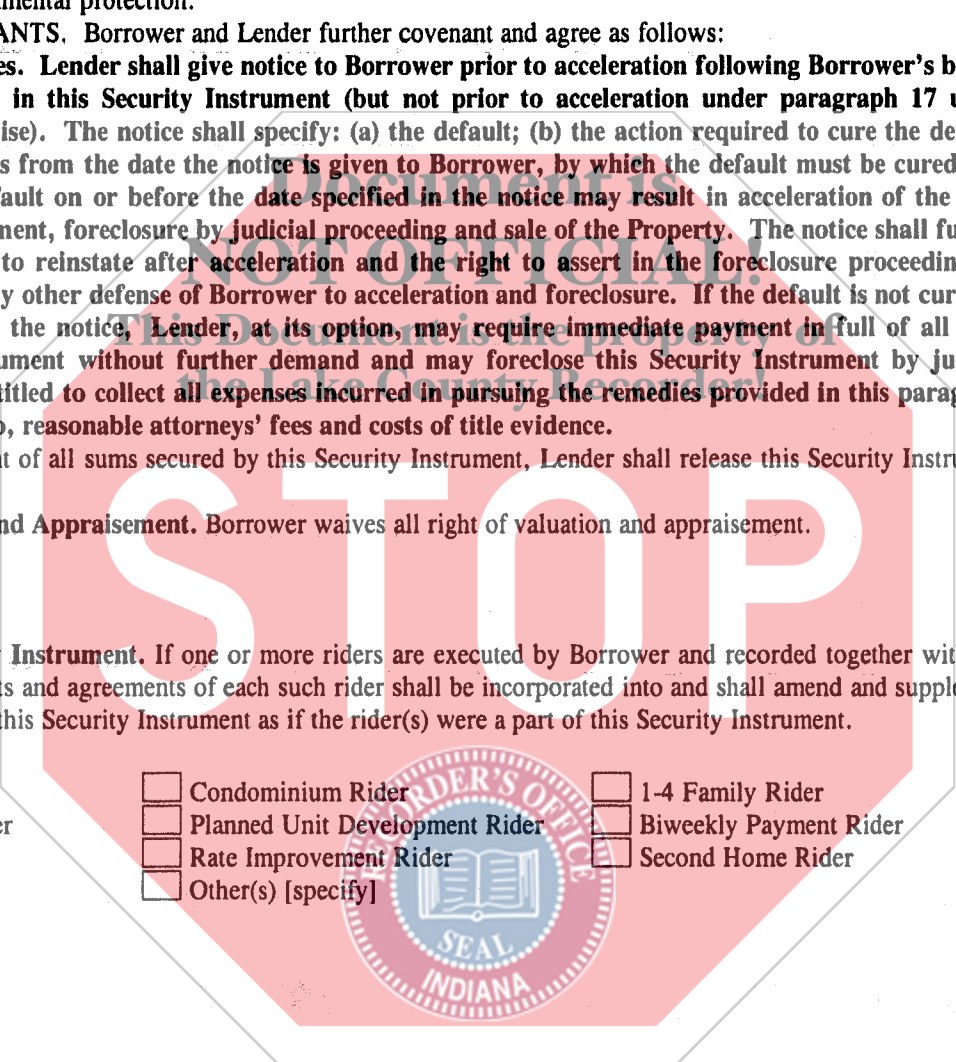 mental protection.
ANTS. Borrower and Lender further covenant and agree as follows:
es. Lender shall give notice to Borrower prior to acceleration following Borrower's b
in this Security Instrument (but not prior to acceleration under paragraph 17 u
ise). The notice shall specify: (a) the default; (b) the action required to cure the de
s from the date the notice is given to Borrower, by which the default must be cured
ault on or before the date specified in the notice may result in acceleration of the
ment, foreclosure by judicial proceeding and sale of the Property. The notice shall fu
to reinstate after acceleration and the right to assert in the foreclosure proceedin
y other defense of Borrower to acceleration and foreclosure. If the default is not cur
the notice, Lender, at its option, may require immediate payment in full of all
ument without further demand and may foreclose this Security Instrument by ju
titled to collect all expenses incurred in pursuing the remedies provided in this parag
o, reasonable attorneys' fees and costs of title evidence.
t of all sums secured by this Security Instrument, Lender shall release this Security Instru
nd Appraisement. Borrower waives all right of valuation and appraisement.
Instrument. If one or more riders are executed by Borrower and recorded together wit
ts and agreements of each such rider shall be incorporated into and shall amend and supple
this Security Instrument as if the rider(s) were a part of this Security Instrument.
Condominium Rider 1-4 Family Rider
er Planned Unit Development Rider Biweekly Payment Rider
Rate Improvement Rider Second Home Rider
Other(s) [specify]
Document is
NOT OFFICIAL!
This Document is the property of
the Lake County Recorder!
STOP
RECORDER'S OFFICE
SEAL
INDIANA